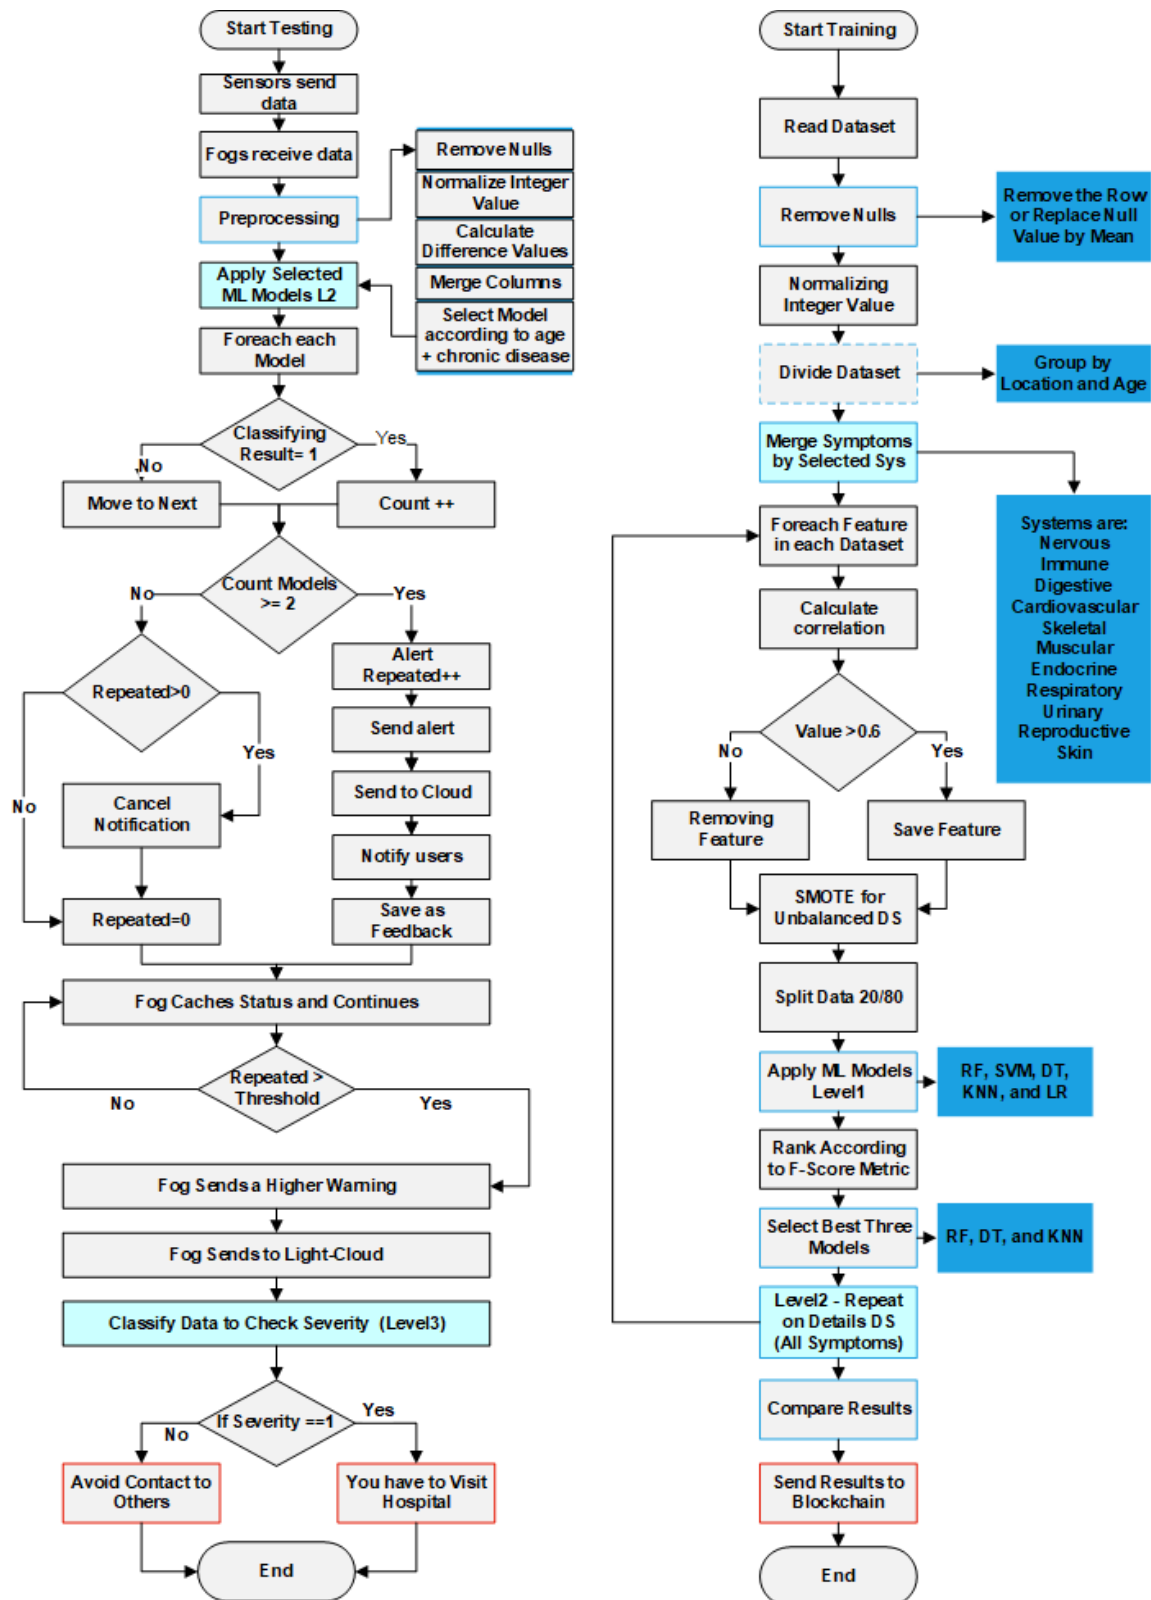 Start Testing
Sensors send
data
Fogs receive data
Preprocessing
Apply Selected
ML Models L2
Foreach each
Model
Remove Nulls
Normalize Integer
Value
Calculate
Difference Values
Merge Columns
Select Model
according to age
+ chronic disease
Classifying
Result= 1
No
Yes
Move to Next
Count ++
Count Models
>= 2
No
Yes
Repeated>0
Alert
Repeated++
Send alert
Yes
No
Cancel
Notification
Send to Cloud
Notify users
Repeated=0
Save as
Feedback
Fog Caches Status and Continues
Repeated >
Threshold
No
Yes
Fog Sends a Higher Warning
Fog Sends to Light-Cloud
Classify Data to Check Severity (Level3)
If Severity ==1
No
Yes
Avoid Contact to
Others
You have to Visit
Hospital
End
Start Training
Read Dataset
Remove Nulls
Remove the Row
or Replace Null
Value by Mean
Normalizing
Integer Value
Divide Dataset
Group by
Location and Age
Merge Symptoms
by Selected Sys
Systems are:
Nervous
Immune
Digestive
Cardiovascular
Skeletal
Muscular
Endocrine
Respiratory
Urinary
Reproductive
Skin
Foreach Feature
in each Dataset
Calculate
correlation
Value >0.6
No
Yes
Removing
Feature
Save Feature
SMOTE for
Unbalanced DS
Split Data 20/80
Apply ML Models
Level1
RF, SVM, DT,
KNN, and LR
Rank According
to F-Score Metric
Select Best Three
Models
RF, DT, and KNN
Level2 - Repeat
on Details DS
(All Symptoms)
Compare Results
Send Results to
Blockchain
End